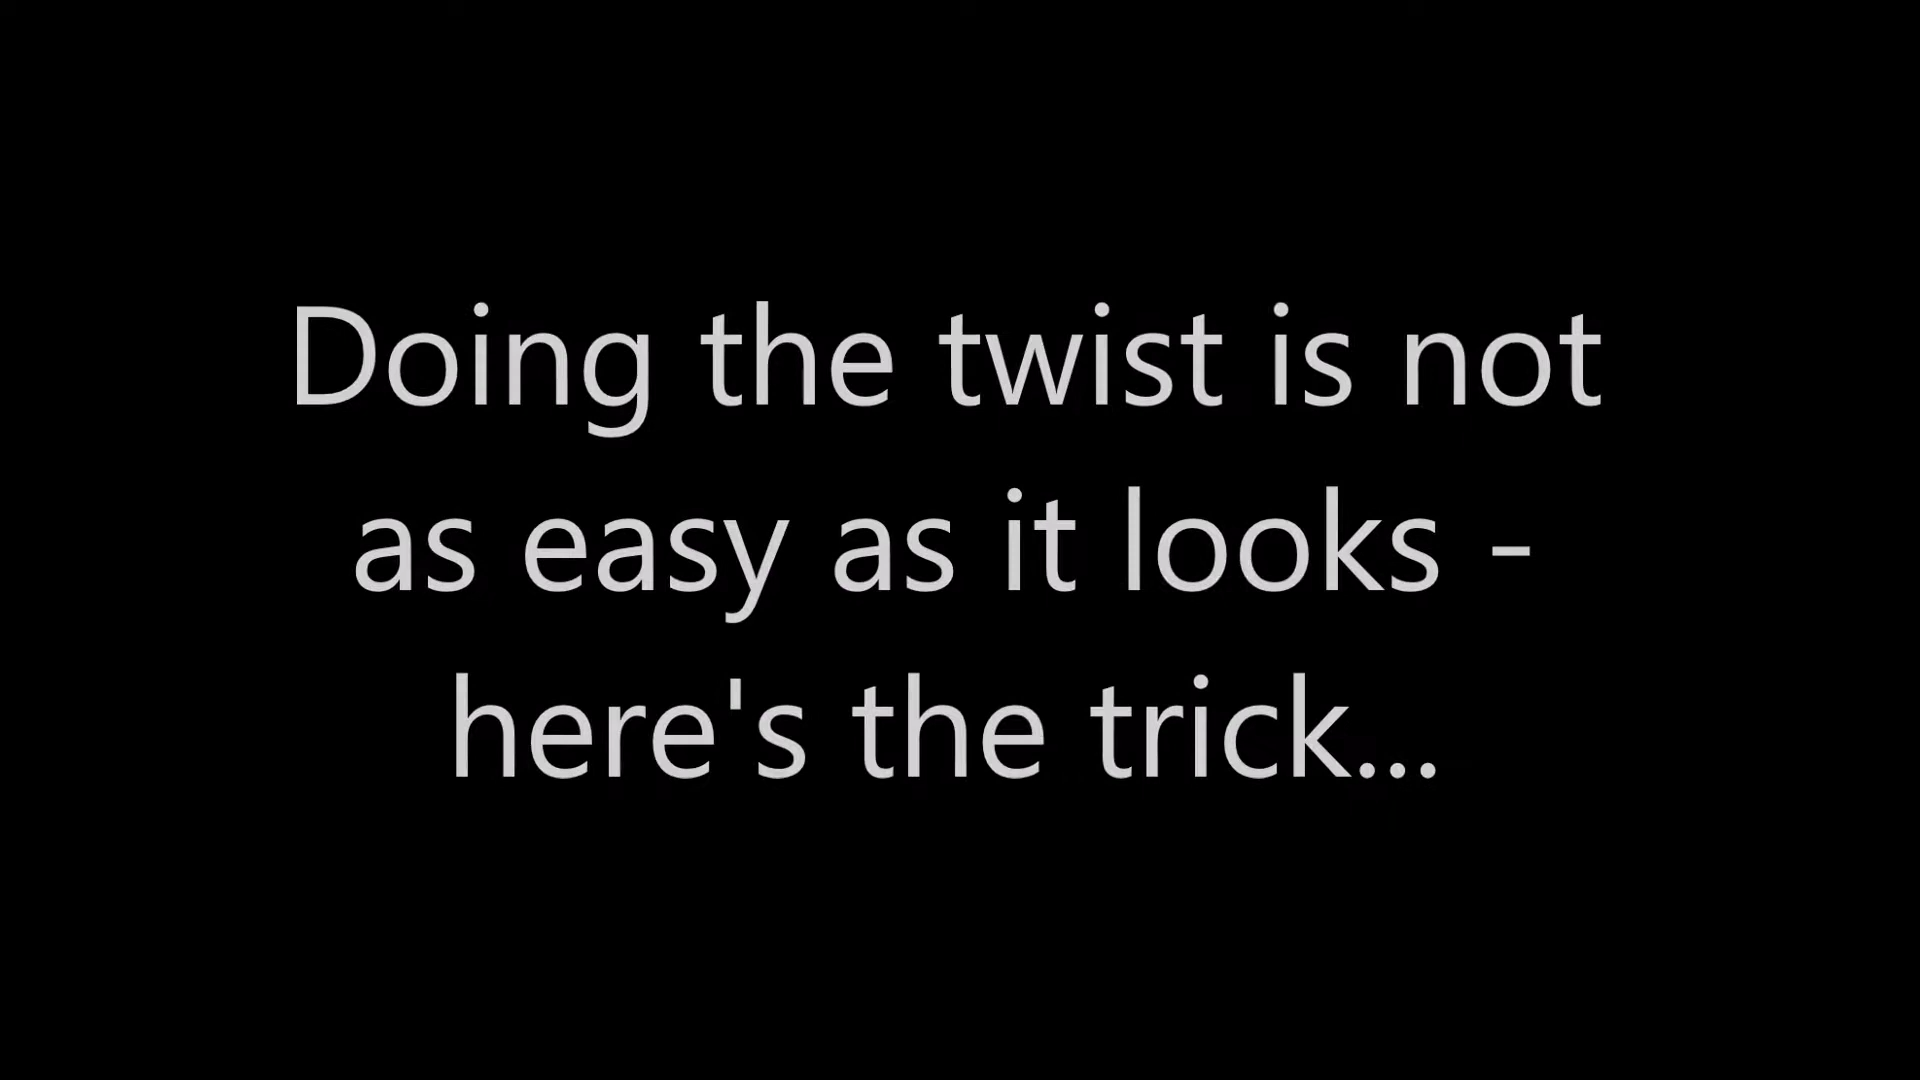 Doing the twist is not
as easy as it looks -
here's the trick...